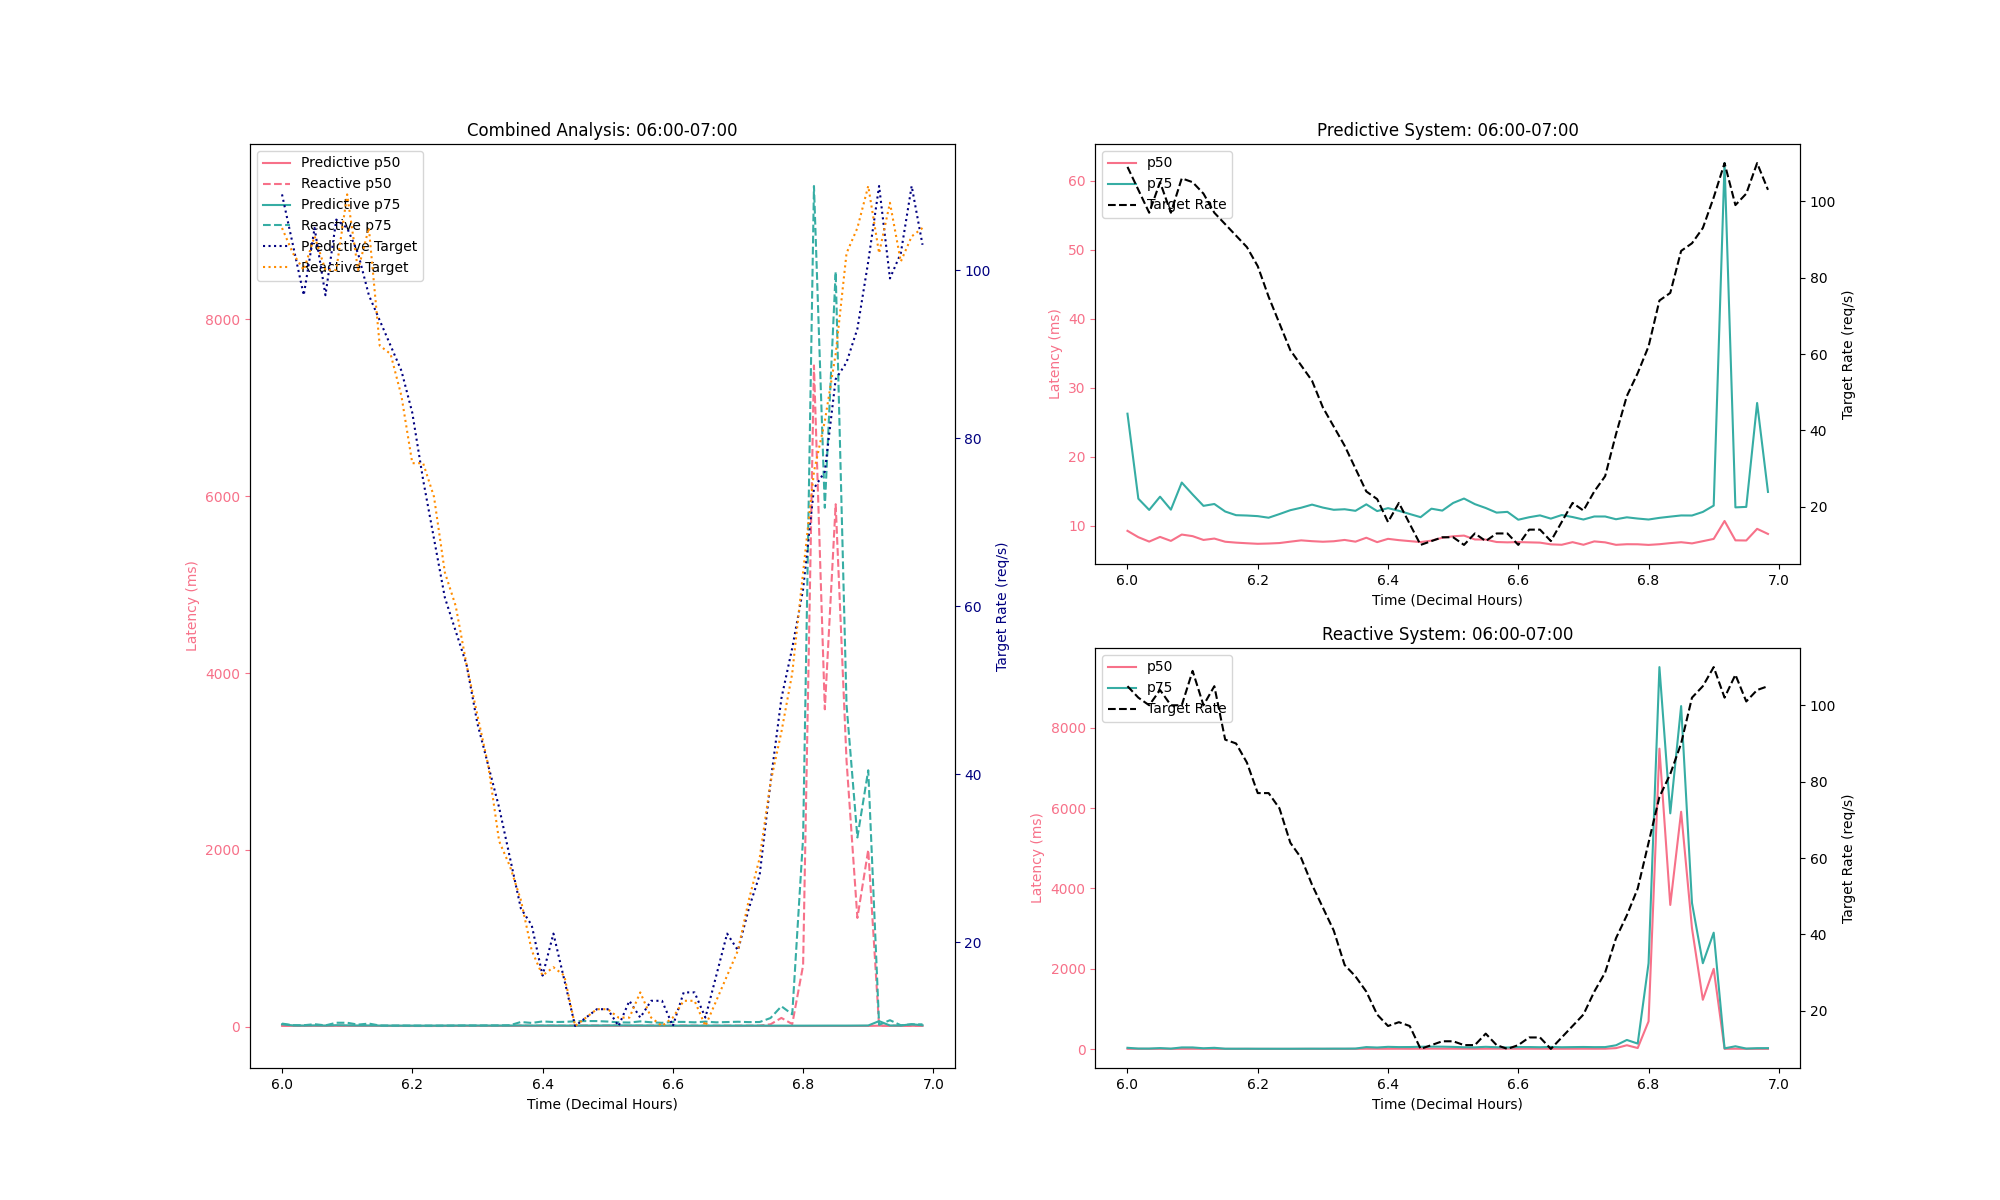 Combined Analysis: 06:00-07:00
Predictive p50
Reactive p50
Predictive p75
Reactive p75
Predictive Target
Reactive Target
8000
6000
4000
2000
0
Latency (ms)
100
80
60
40
20
Target Rate (req/s)
6.0 6.2 6.4 6.6 6.8 7.0
Time (Decimal Hours)
Predictive System: 06:00-07:00
p50
p75
Target Rate
60
50
40
30
20
10
Latency (ms)
100
80
60
40
20
Target Rate (req/s)
6.0 6.2 6.4 6.6 6.8 7.0
Time (Decimal Hours)
Reactive System: 06:00-07:00
p50
p75
Target Rate
8000
6000
4000
2000
0
Latency (ms)
100
80
60
40
20
Target Rate (req/s)
6.0 6.2 6.4 6.6 6.8 7.0
Time (Decimal Hours)